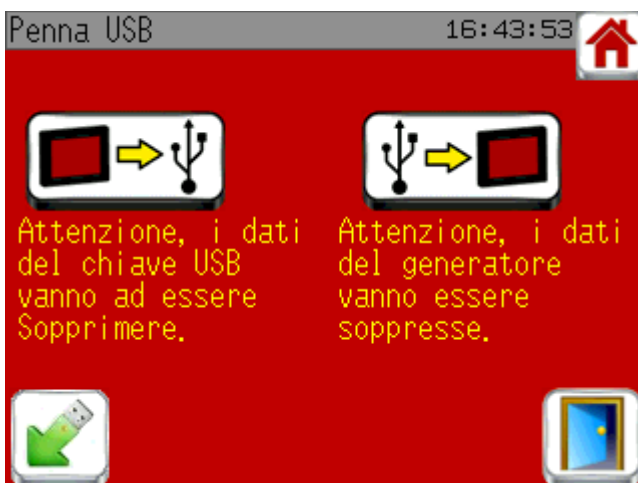 Penna USB
16:43:53
Attenzione, i dati
del chiave USB
vanno ad essere
Sopprimere.
Attenzione, i dati
del generatore
vanno essere
soppresse.